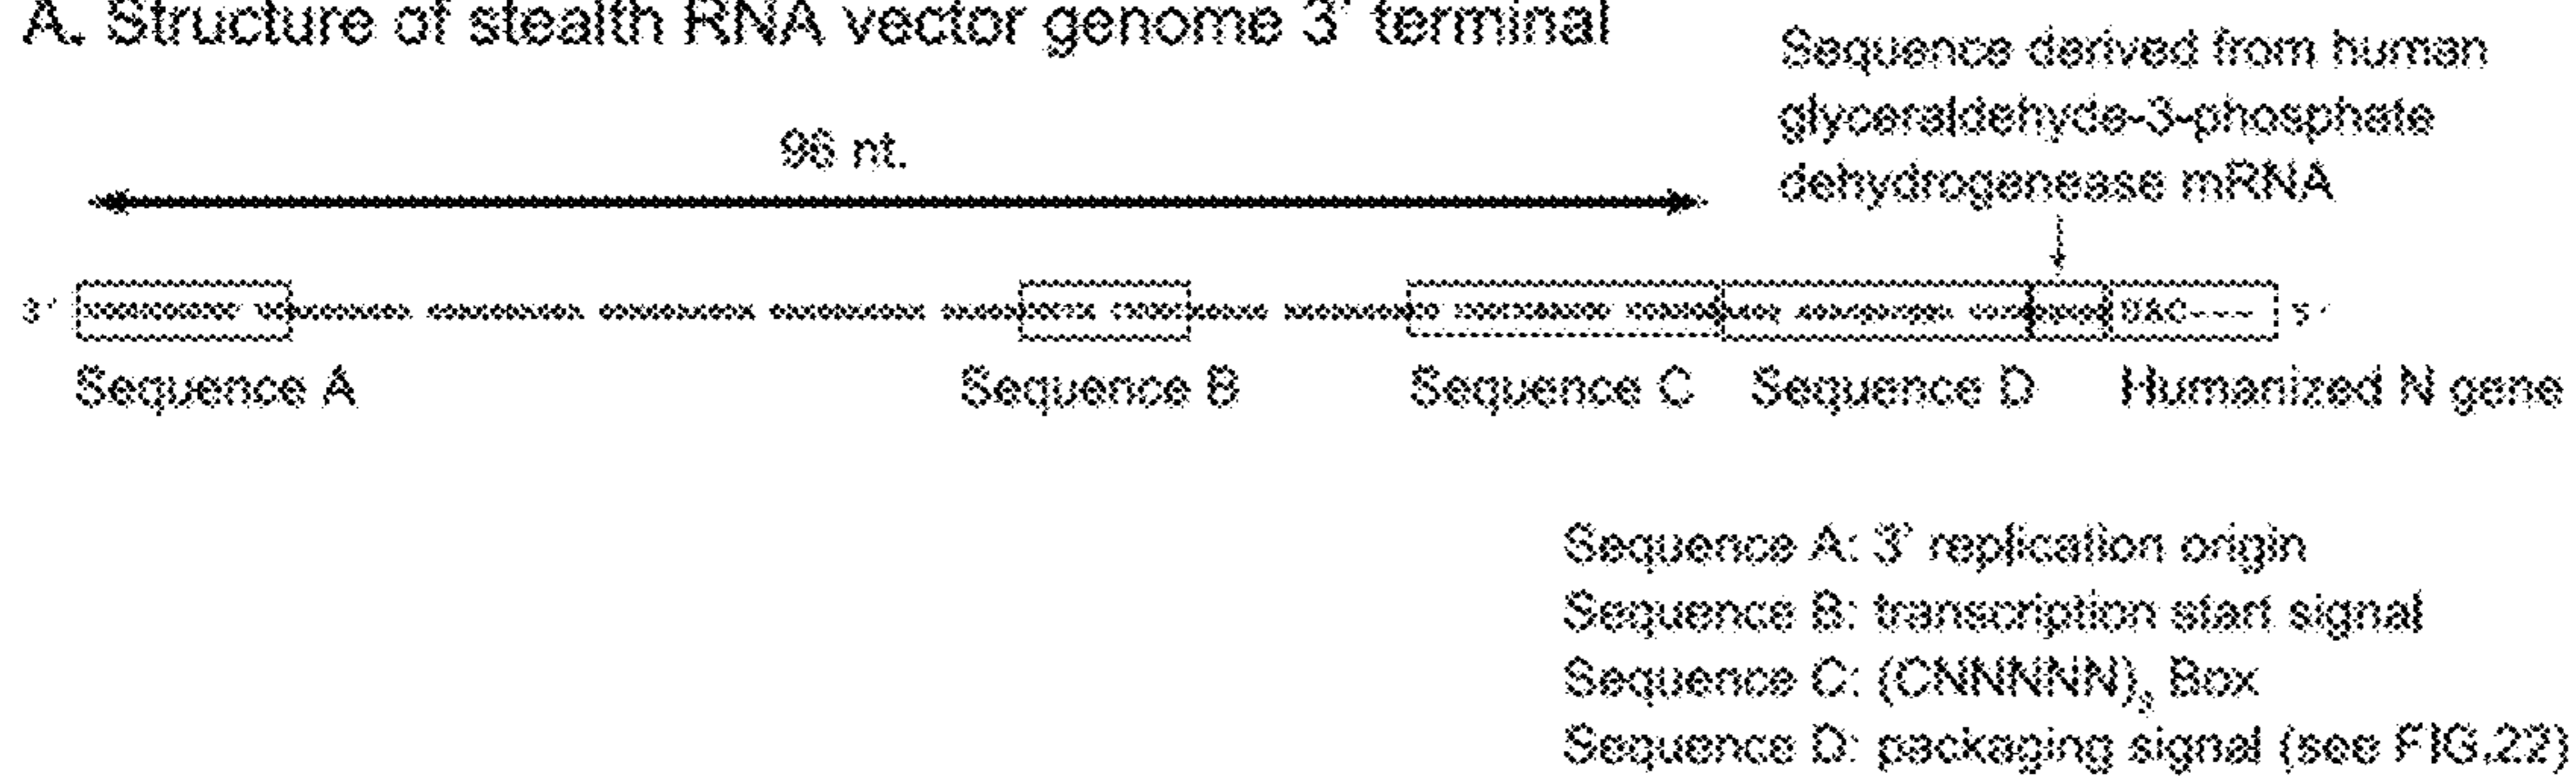 A. Structure of stealth RNA vector genome 3' terminal
Sequence derived from human
glyceraldehyde-3-phosphate
dehydrogenease mRNA
96 nt.
3' UAC--- 5'
Sequence A Sequence B Sequence C Sequence D Humanized N gene
Sequence A: 3' replication origin
Sequence B: transcription start signal
Sequence C: (CNNNNN)₃ Box
Sequence D: packaging signal (see FIG.22)